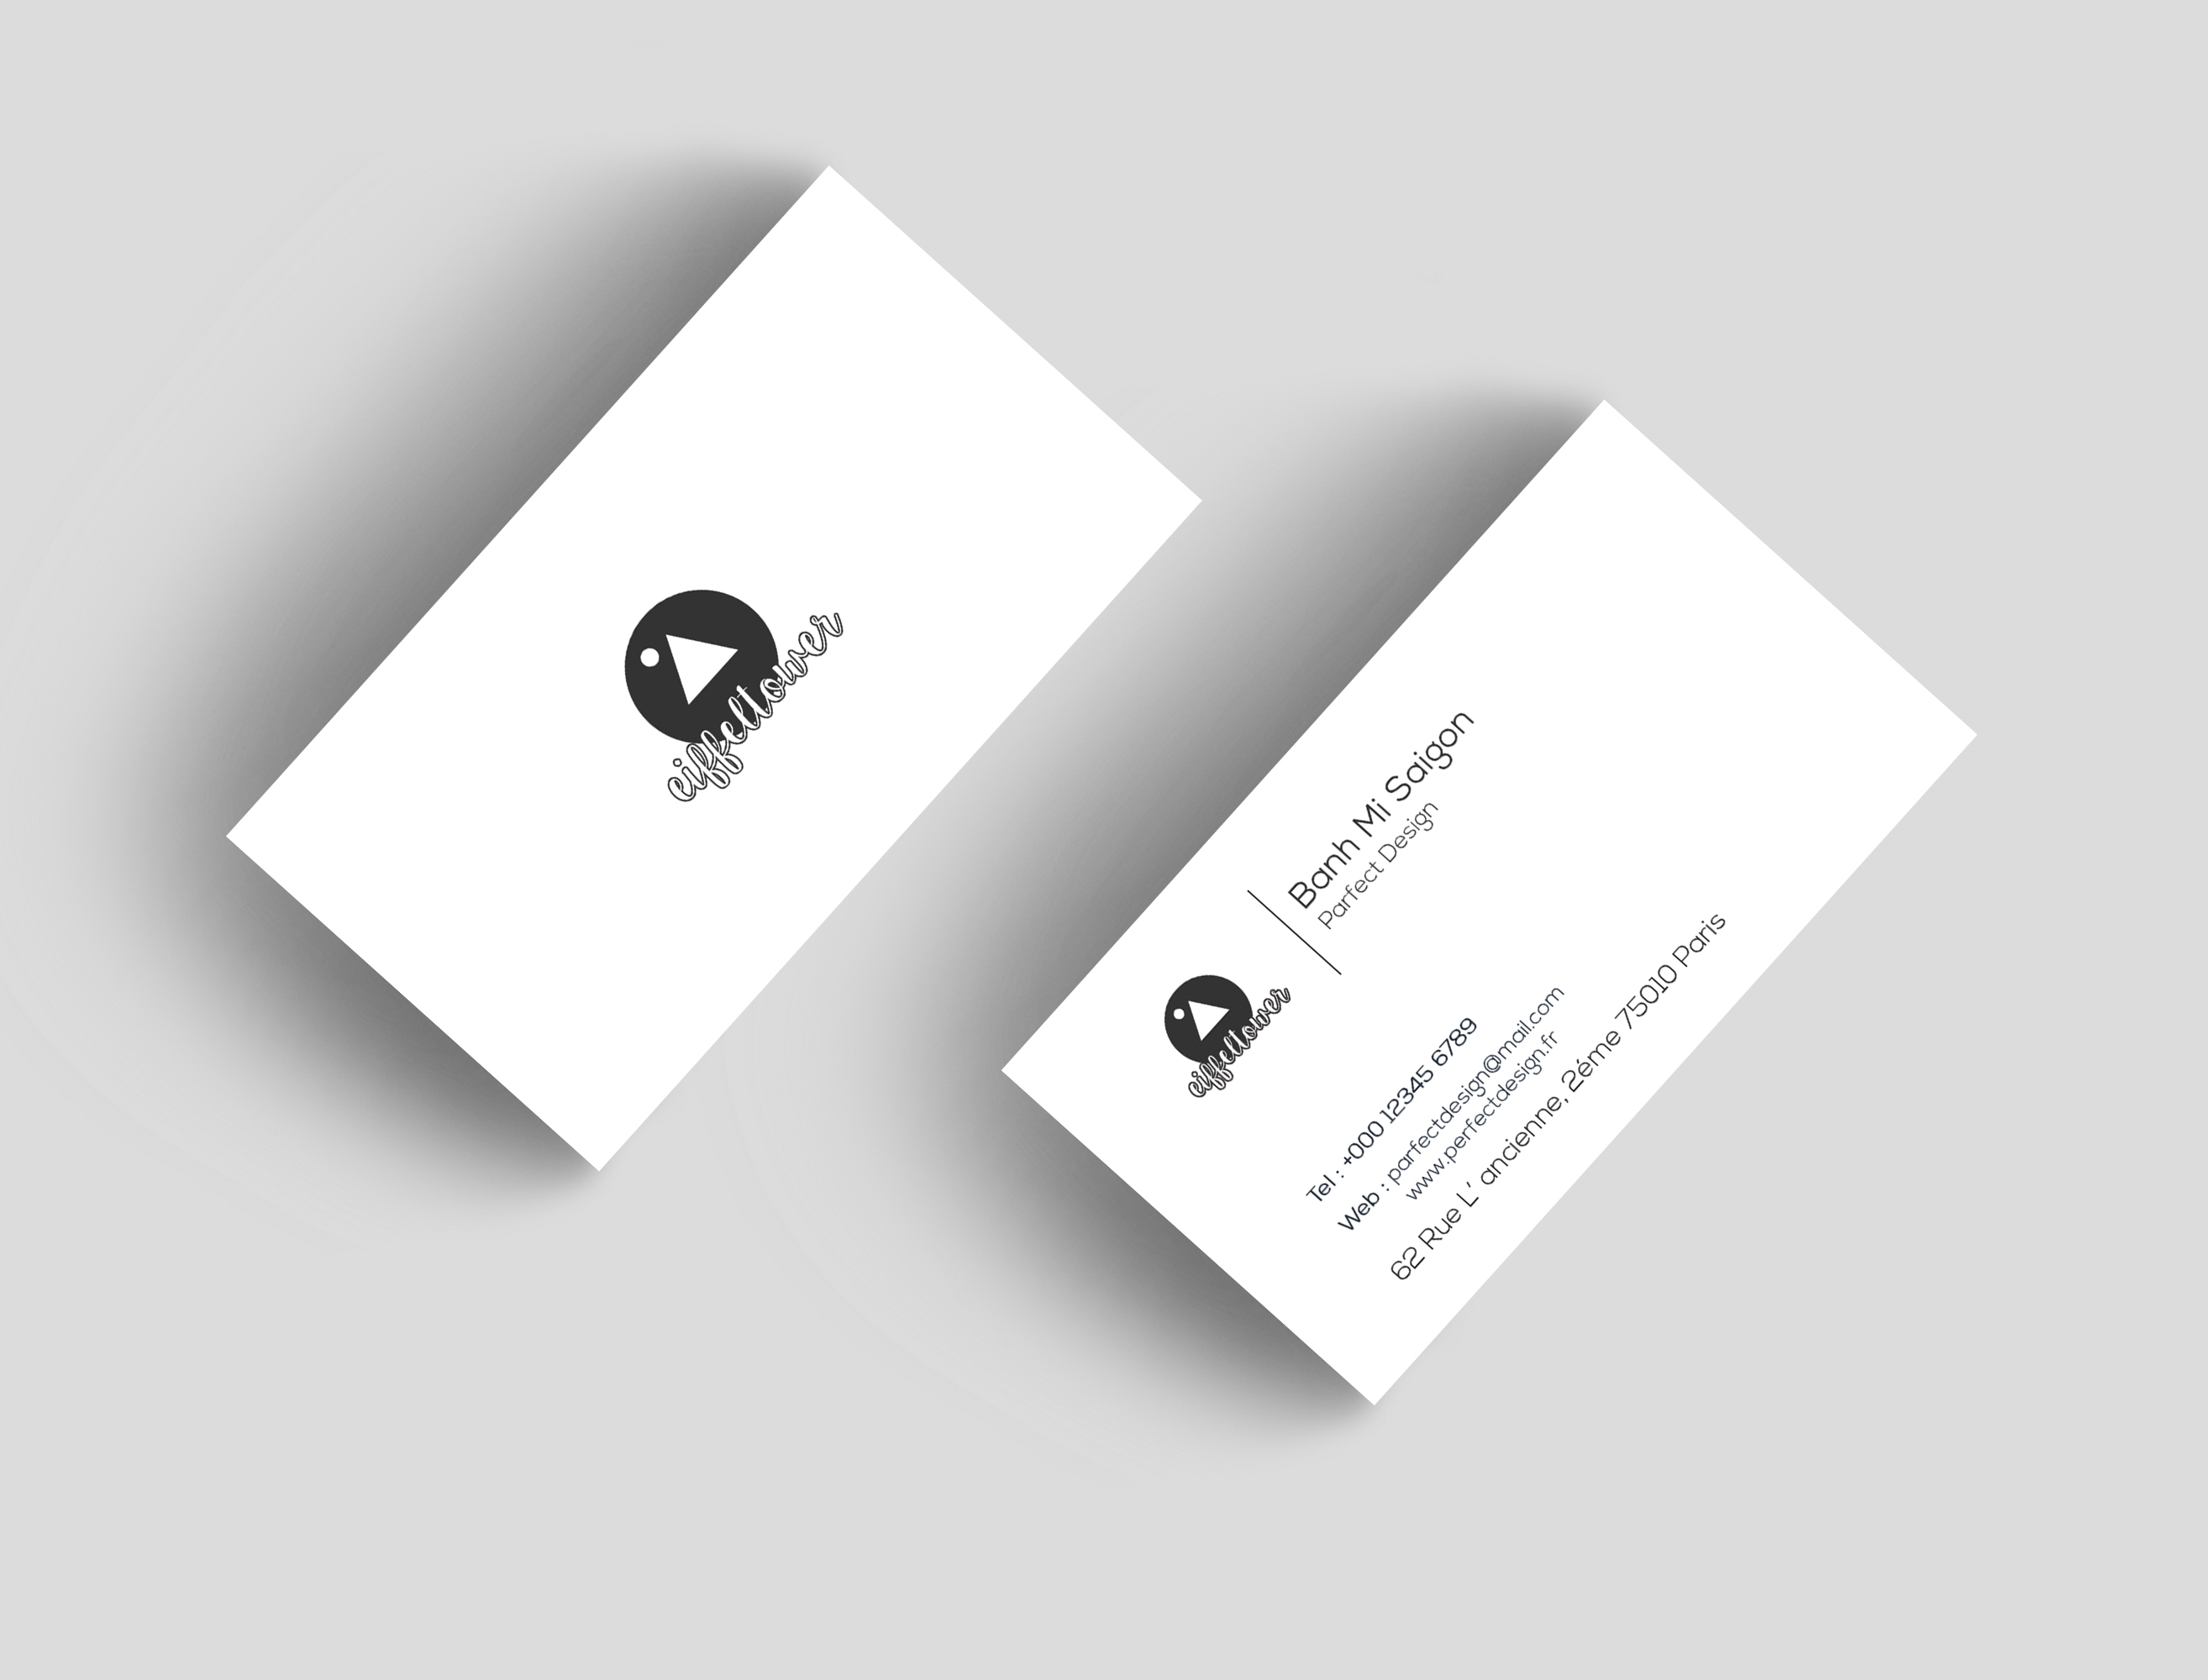 eiffeltower
Banh Mi Saigon
Parfect Design
eiffeltower
Tel : +000 12345 6789
Web : parfectdesign@mail.com
www.perfectdesign.fr
62 Rue L' ancienne, 2éme 75010 Paris